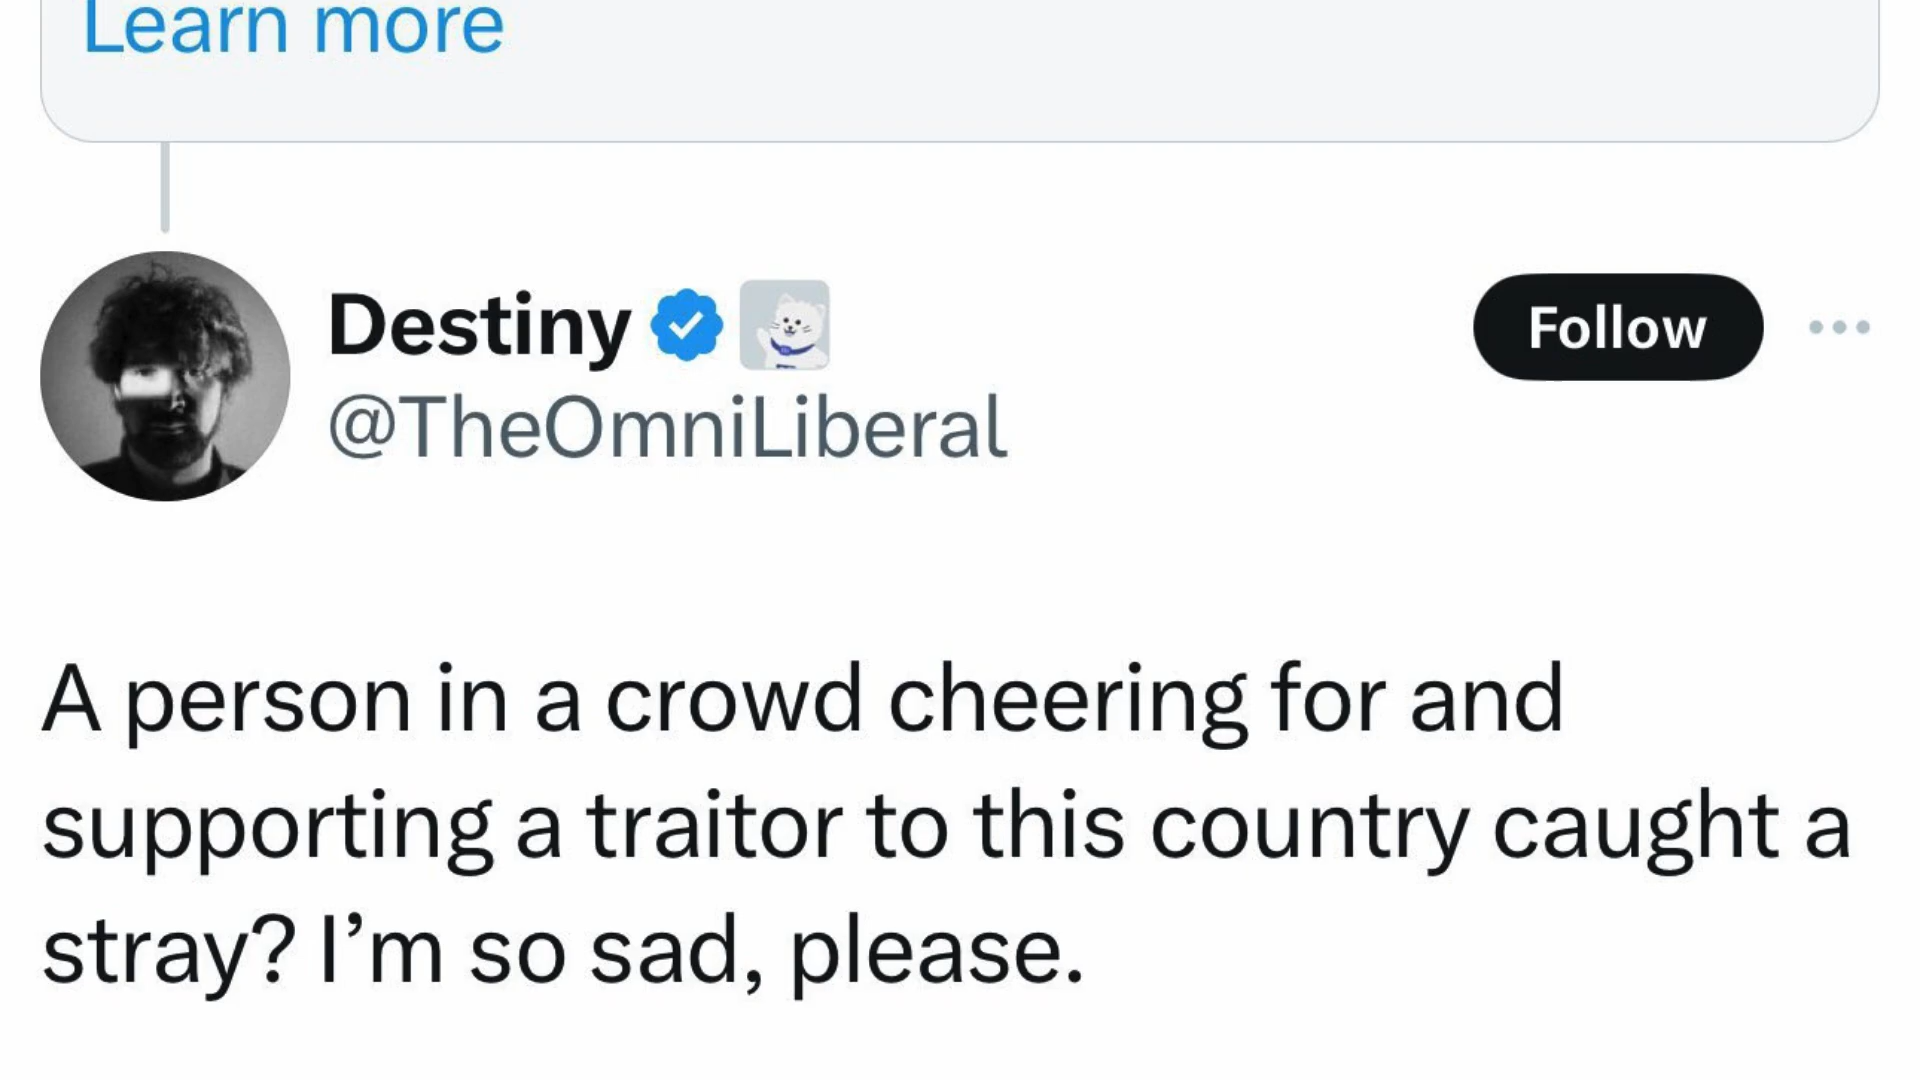 Learn more
Destiny
Follow
@TheOmniLiberal
A person in a crowd cheering for and
supporting a traitor to this country caught a
stray? I’m so sad, please.